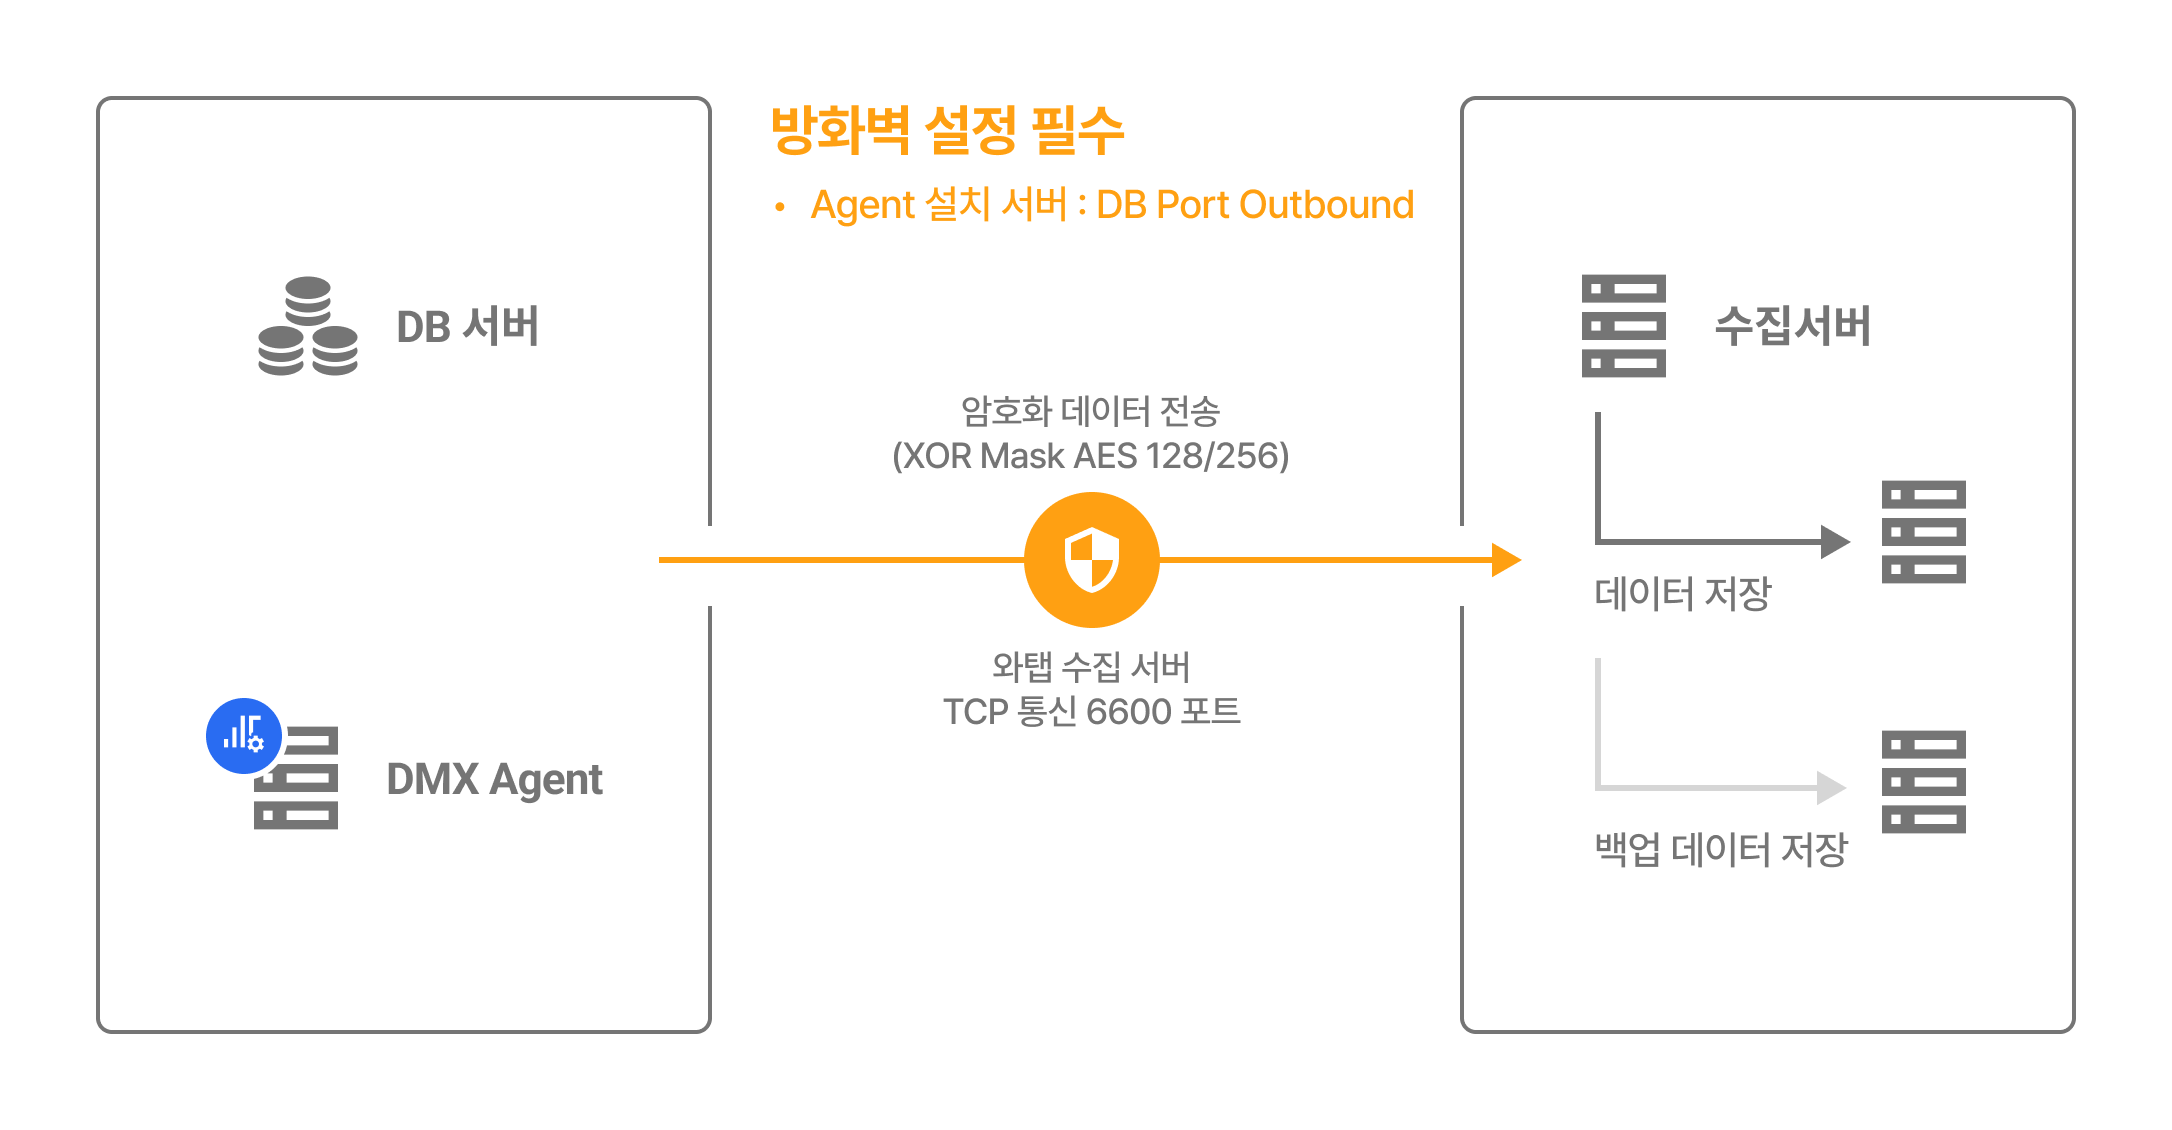 방화벽 설정 필수
• Agent 설치 서버 : DB Port Outbound
DB 서버
DMX Agent
암호화 데이터 전송
(XOR Mask AES 128/256)
와탭 수집 서버
TCP 통신 6600 포트
수집서버
데이터 저장
백업 데이터 저장